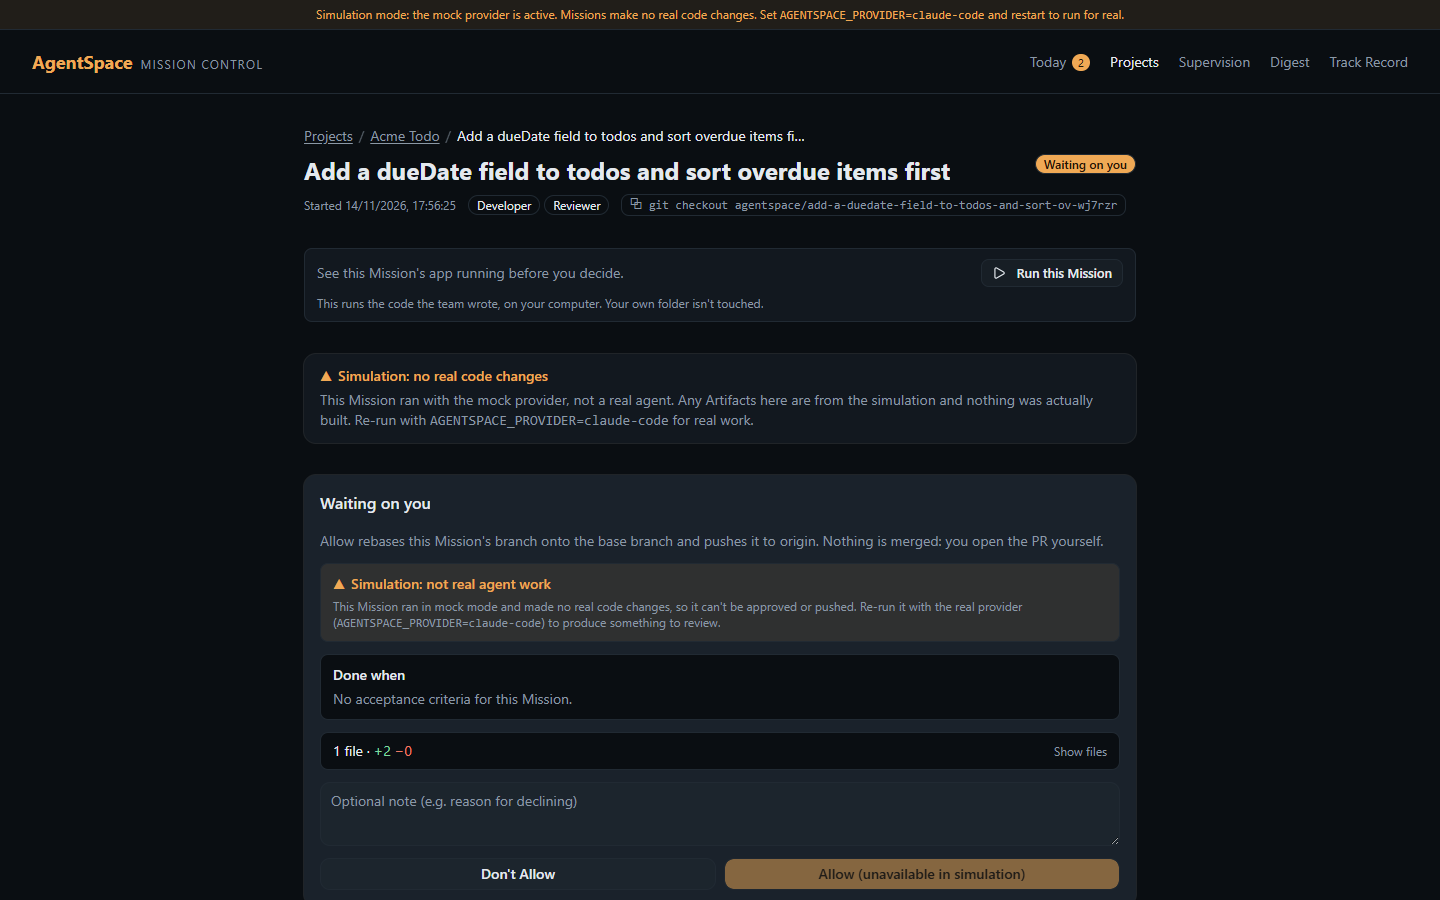 Simulation mode: the mock provider is active. Missions make no real code changes. Set AGENTSPACE_PROVIDER=claude-code and restart to run for real.
AgentSpace MISSION CONTROL
Today 2 Projects Supervision Digest Track Record
Projects / Acme Todo / Add a dueDate field to todos and sort overdue items fi...
Add a dueDate field to todos and sort overdue items first
Waiting on you
Started 14/11/2026, 17:56:25 Developer Reviewer git checkout agentspace/add-a-duedate-field-to-todos-and-sort-ov-wj7rzr
See this Mission's app running before you decide.
Run this Mission
This runs the code the team wrote, on your computer. Your own folder isn't touched.
Simulation: no real code changes
This Mission ran with the mock provider, not a real agent. Any Artifacts here are from the simulation and nothing was actually
built. Re-run with AGENTSPACE_PROVIDER=claude-code for real work.
Waiting on you
Allow rebases this Mission's branch onto the base branch and pushes it to origin. Nothing is merged: you open the PR yourself.
Simulation: not real agent work
This Mission ran in mock mode and made no real code changes, so it can't be approved or pushed. Re-run it with the real provider
(AGENTSPACE_PROVIDER=claude-code) to produce something to review.
Done when
No acceptance criteria for this Mission.
1 file · +2 −0
Show files
Optional note (e.g. reason for declining)
Don't Allow
Allow (unavailable in simulation)